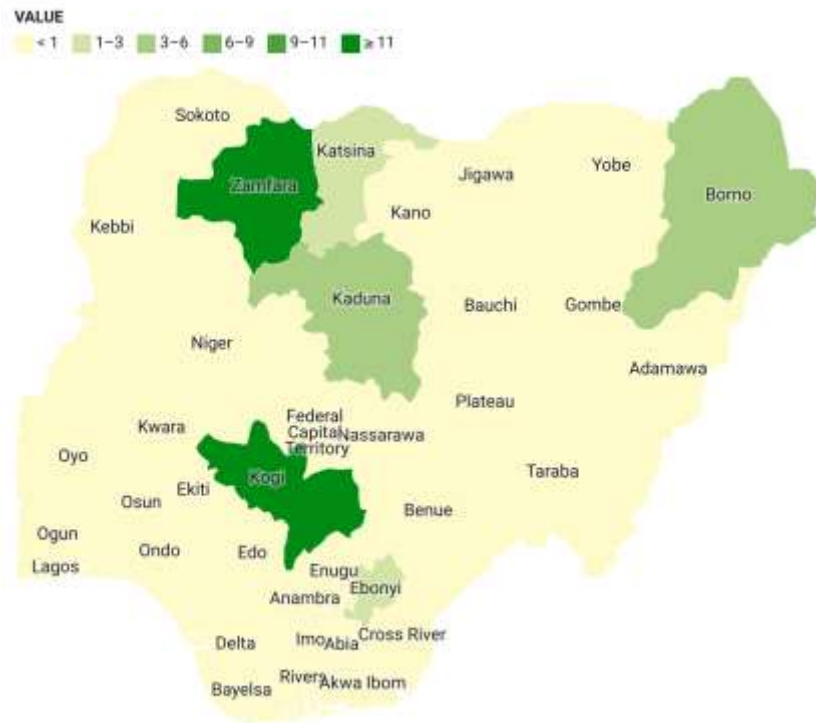 VALUE
< 1 1–3 3–6 6–9 9–11 ≥ 11
Sokoto
Katsina
Zamfara
Jigawa
Yobe
Borno
Kano
Kebbi
Kaduna
Bauchi
Gombe
Niger
Adamawa
Plateau
Federal
Capital
Territory
Nassarawa
Kwara
Oyo
Kogi
Taraba
Ekiti
Osun
Benue
Ogun
Ondo
Edo
Lagos
Enugu
Ebonyi
Anambra
Cross River
Delta
Imo
Abia
Rivers
Akwa Ibom
Bayelsa